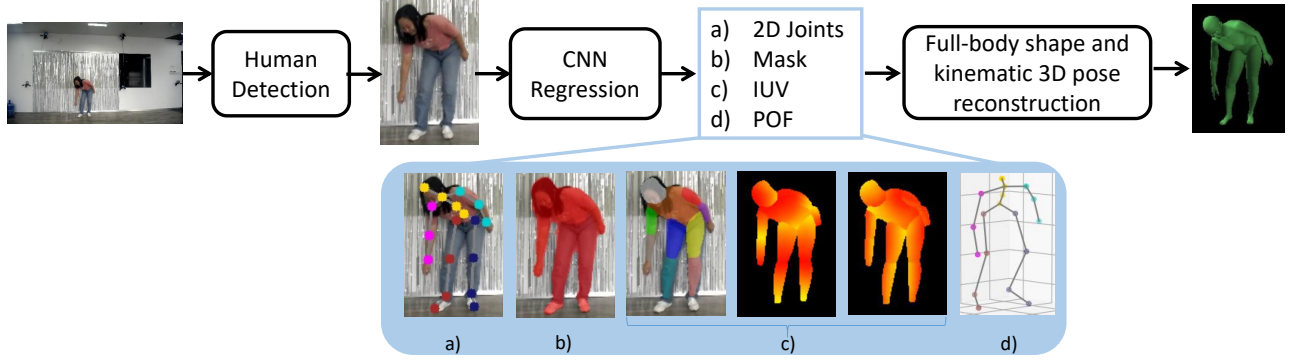 Human
Detection
CNN
Regression
a) 2D Joints
b) Mask
c) IUV
d) POF
Full-body shape and
kinematic 3D pose
reconstruction
a) b) c) d)